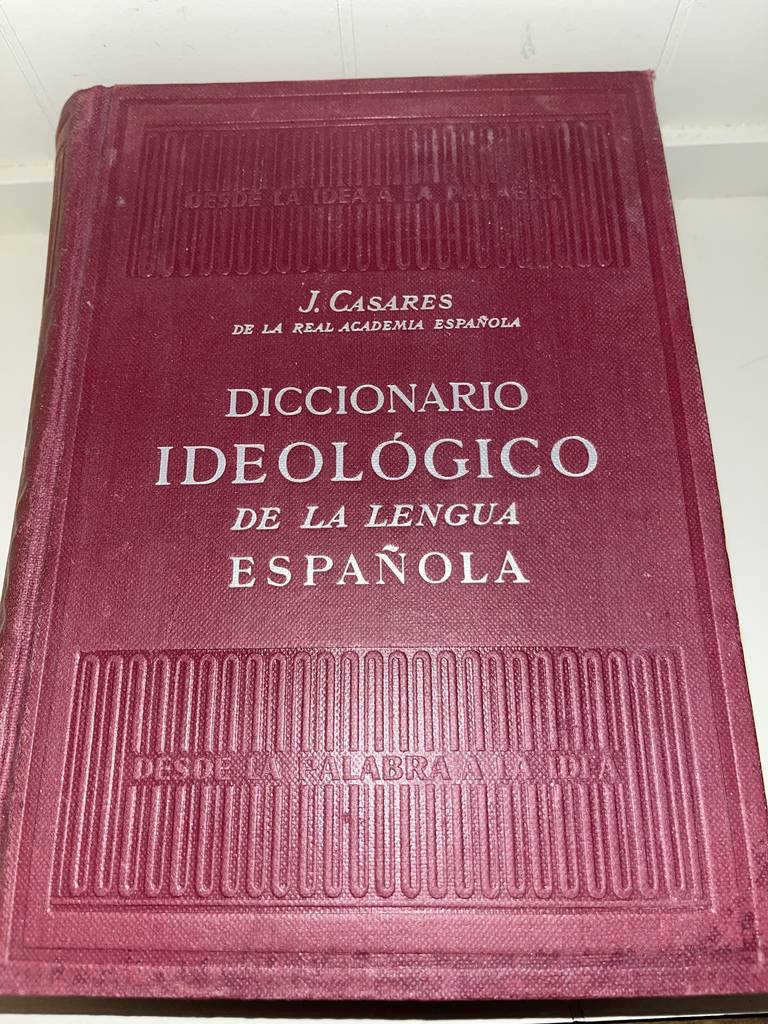 DESDE LA IDEA A LA PALABRA
J. CASARES
DE LA REAL ACADEMIA ESPAÑOLA
DICCIONARIO
IDEOLÓGICO
DE LA LENGUA
ESPAÑOLA
DESDE LA PALABRA A LA IDEA